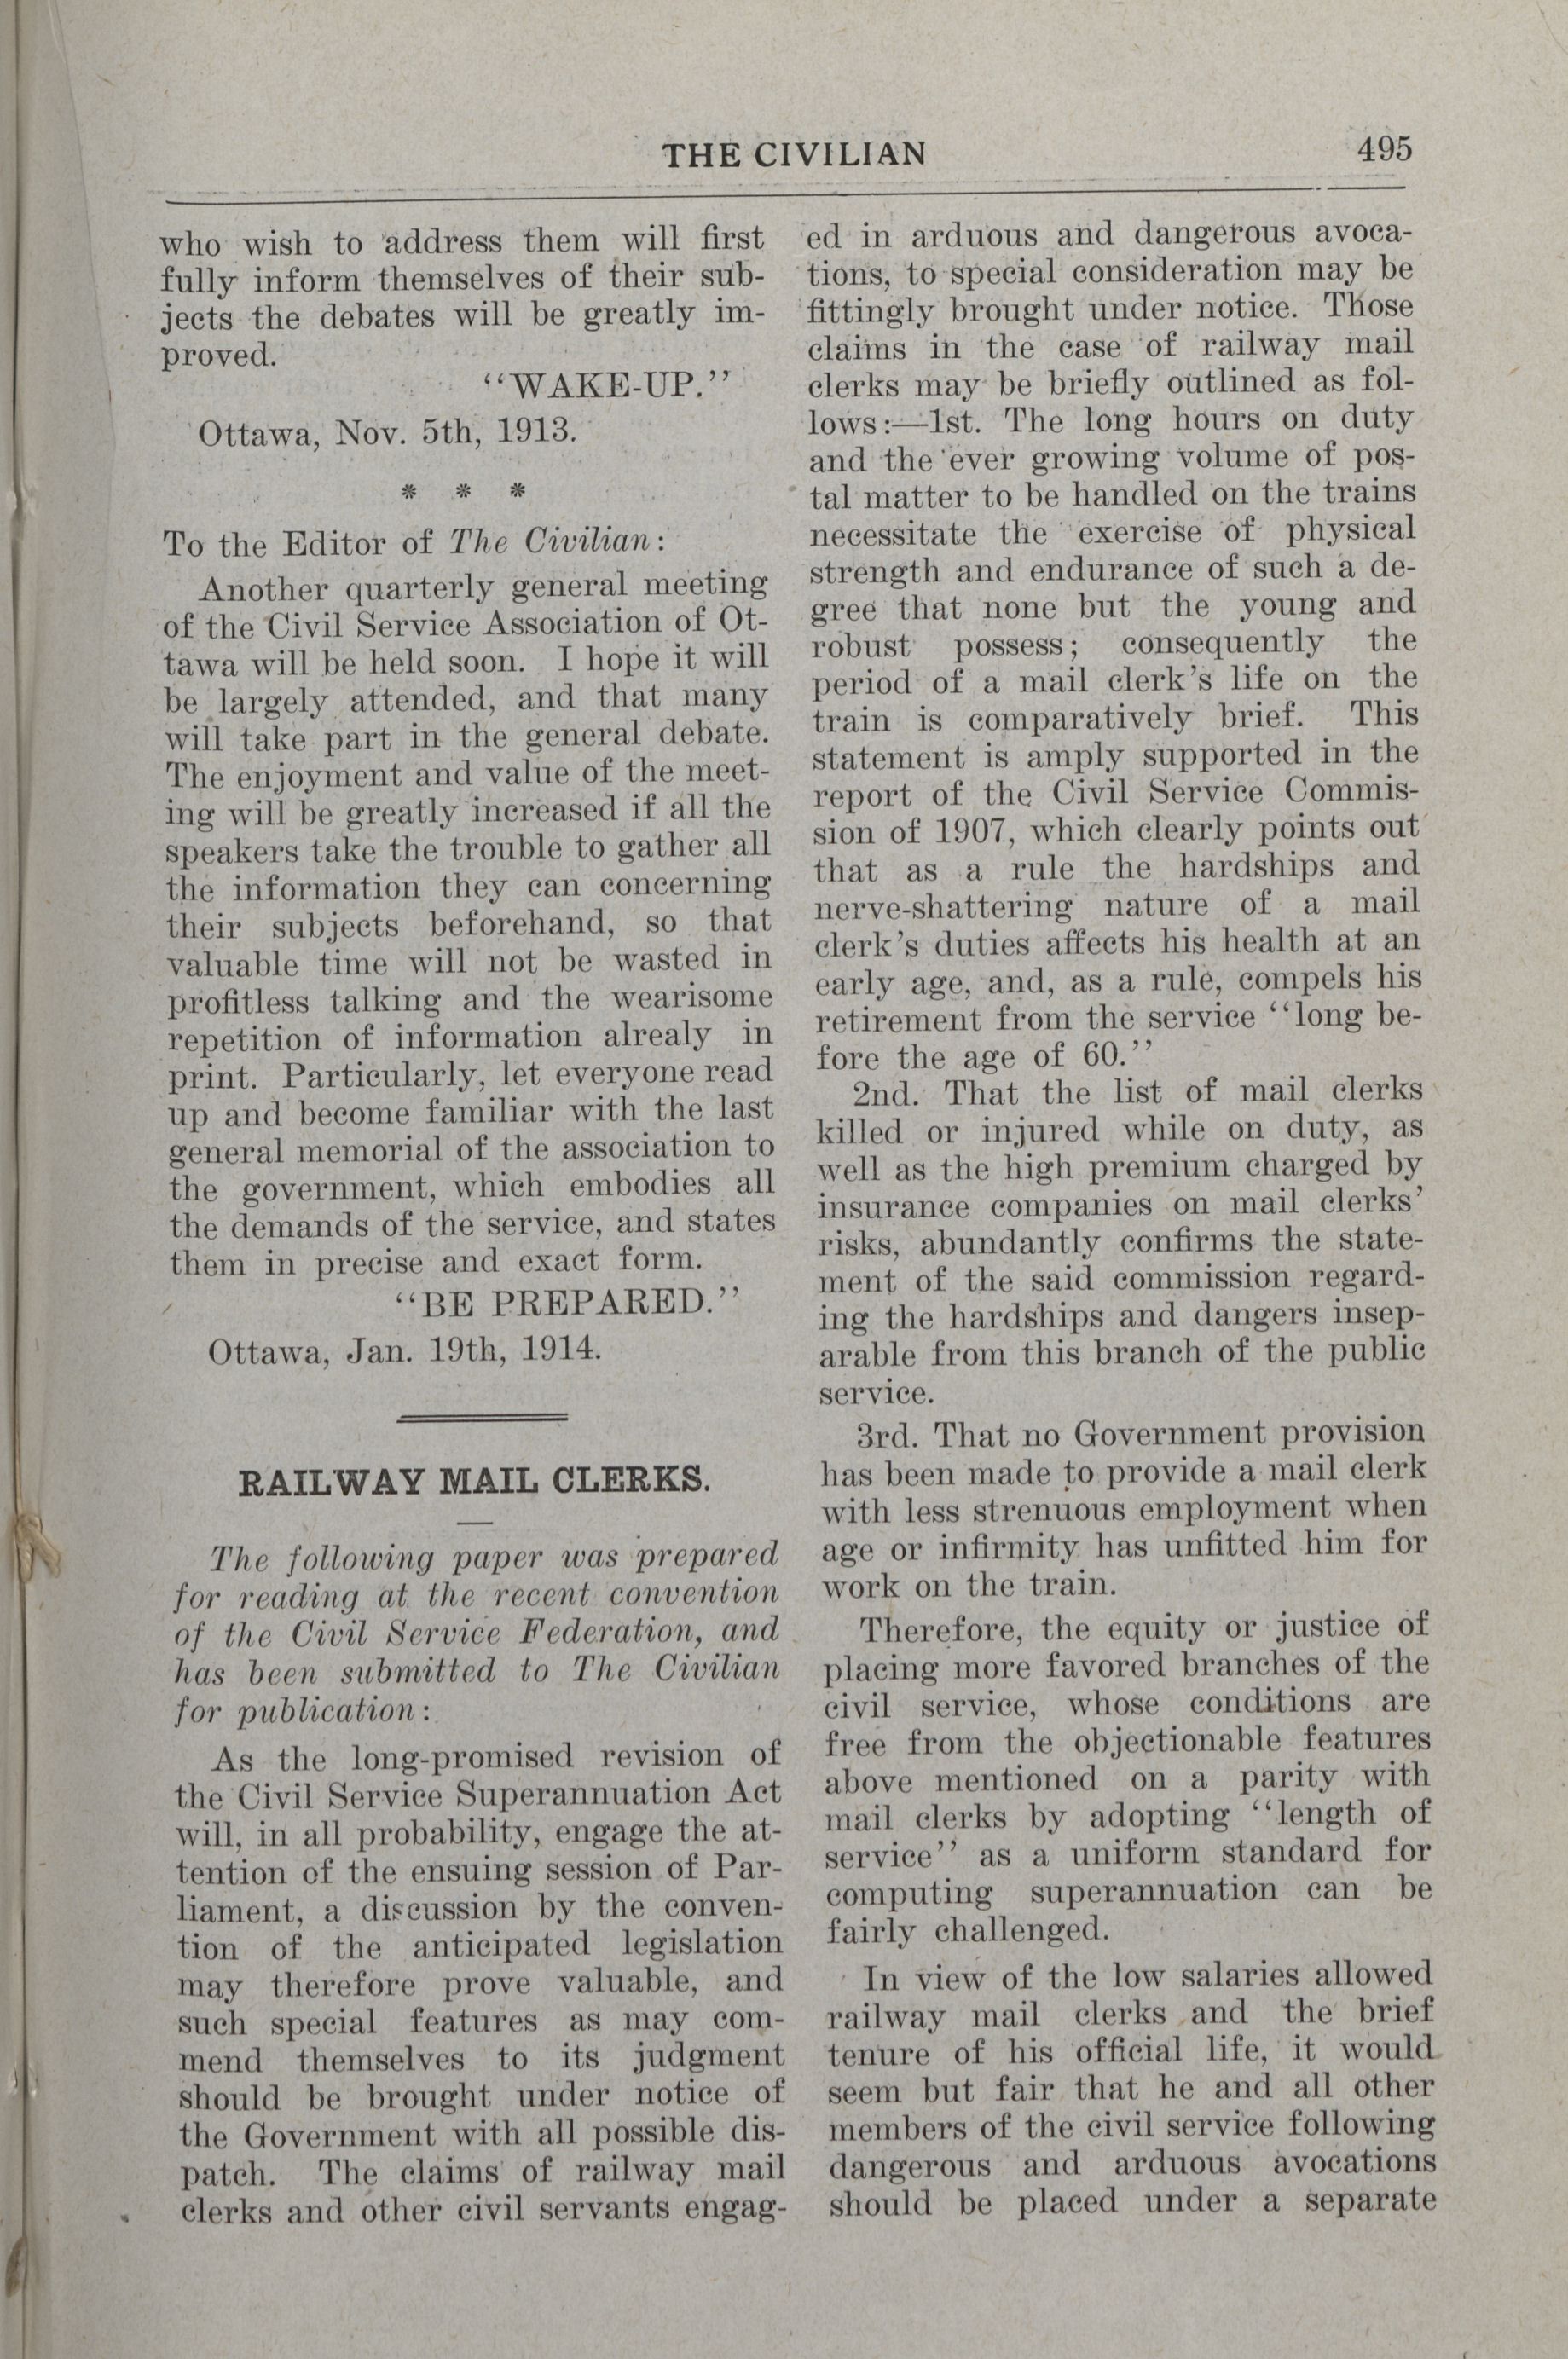 THE CIVILIAN
495
who wish to address them will first
fully inform themselves of their sub-
jects the debates will be greatly im-
proved.
"WAKE-UP."
Ottawa, Nov. 5th, 1913.
* * *
To the Editor of The Civilian:
Another quarterly general meeting
of the Civil Service Association of Ot-
tawa will be held soon. I hope it will
be largely attended, and that many
will take part in the general debate.
The enjoyment and value of the meet-
ing will be greatly increased if all the
speakers take the trouble to gather all
the information they can concerning
their subjects beforehand, so that
valuable time will not be wasted in
profitless talking and the wearisome
repetition of information alrealy in
print. Particularly, let everyone read
up and become familiar with the last
general memorial of the association to
the government, which embodies all
the demands of the service, and states
them in precise and exact form.
"BE PREPARED."
Ottawa, Jan. 19th, 1914.
RAILWAY MAIL CLERKS.
The following paper was prepared
for reading at the recent convention
of the Civil Service Federation, and
has been submitted to The Civilian
for publication:
As the long-promised revision of
the Civil Service Superannuation Act
will, in all probability, engage the at-
tention of the ensuing session of Par-
liament, a discussion by the conven-
tion of the anticipated legislation
may therefore prove valuable, and
such special features as may com-
mend themselves to its judgment
should be brought under notice of
the Government with all possible dis-
patch. The claims of railway mail
clerks and other civil servants engag-
ed in arduous and dangerous avoca-
tions, to special consideration may be
fittingly brought under notice. Those
claims in the case of railway mail
clerks may be briefly outlined as fol-
lows:—1st. The long hours on duty
and the ever growing volume of pos-
tal matter to be handled on the trains
necessitate the exercise of physical
strength and endurance of such a de-
gree that none but the young and
robust possess; consequently the
period of a mail clerk's life on the
train is comparatively brief. This
statement is amply supported in the
report of the Civil Service Commis-
sion of 1907, which clearly points out
that as a rule the hardships and
nerve-shattering nature of a mail
clerk's duties affects his health at an
early age, and, as a rule, compels his
retirement from the service "long be-
fore the age of 60."
2nd. That the list of mail clerks
killed or injured while on duty, as
well as the high premium charged by
insurance companies on mail clerks'
risks, abundantly confirms the state-
ment of the said commission regard-
ing the hardships and dangers insep-
arable from this branch of the public
service.
3rd. That no Government provision
has been made to provide a mail clerk
with less strenuous employment when
age or infirmity has unfitted him for
work on the train.
Therefore, the equity or justice of
placing more favored branches of the
civil service, whose conditions are
free from the objectionable features
above mentioned on a parity with
mail clerks by adopting "length of
service" as a uniform standard for
computing superannuation can be
fairly challenged.
In view of the low salaries allowed
railway mail clerks and the brief
tenure of his official life, it would
seem but fair that he and all other
members of the civil service following
dangerous and arduous avocations
should be placed under a separate